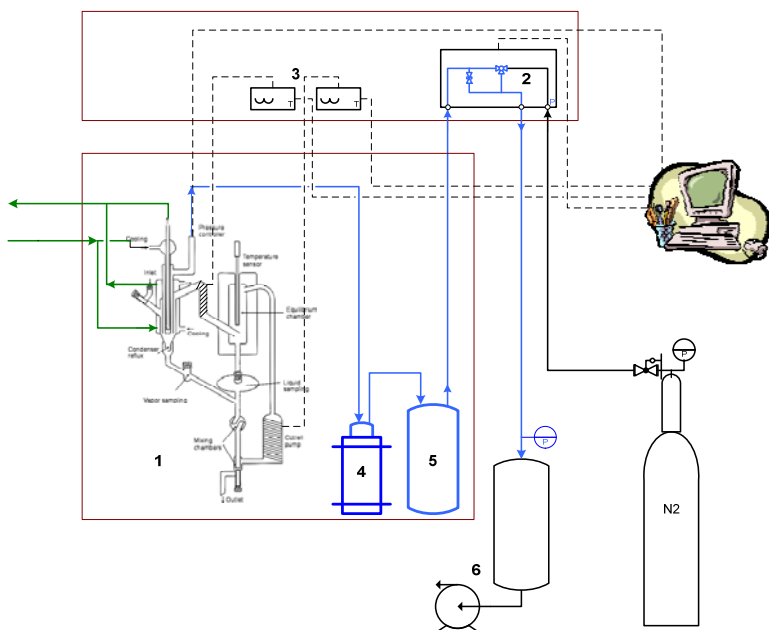 3
2
T
T
P
Cooling
Pressure
controller
Temperature
sensor
Inlet
Equilibrium
chamber
Cooling
Condenser
reflux
Liquid
sampling
Vapor sampling
P
Mixing
chambers
Outlet
pump
1
4
5
P
N2
Outlet
6